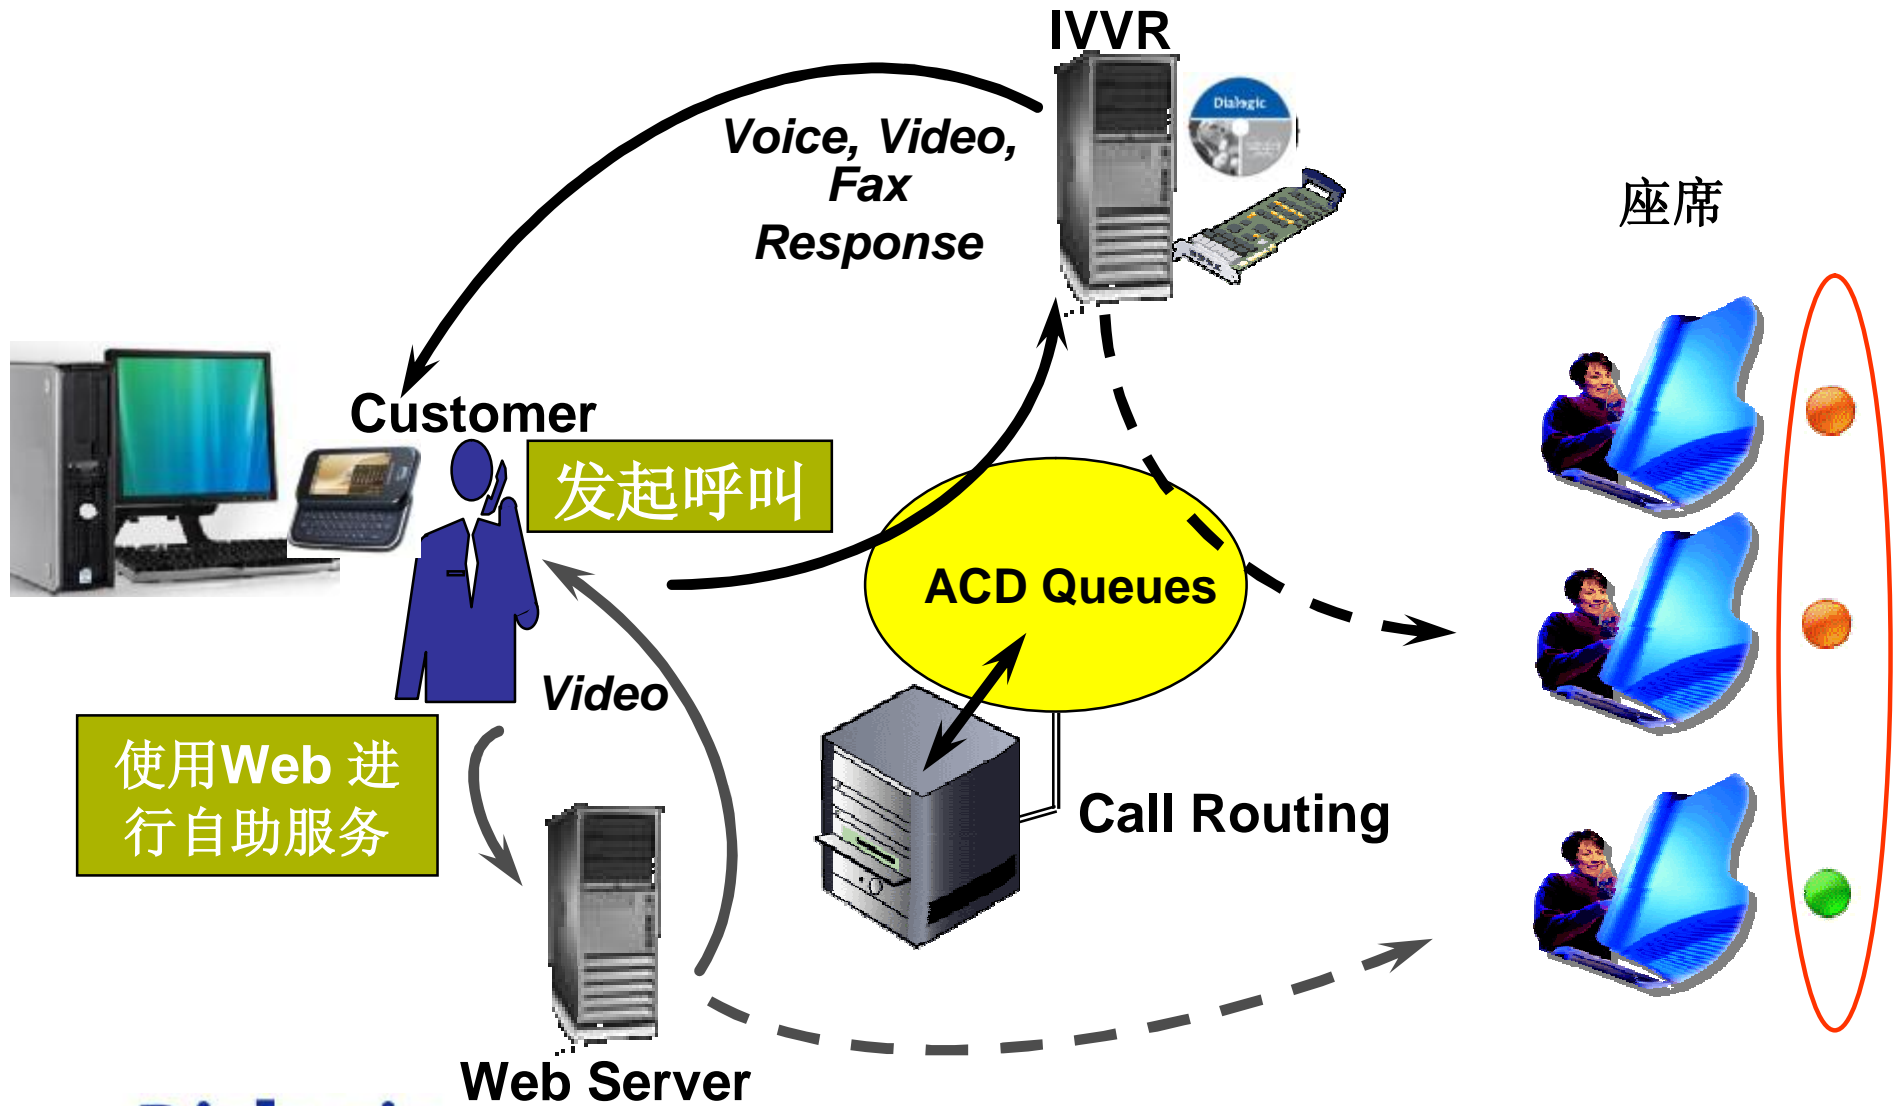 IVVR
Dialogic
Voice, Video,
Fax
Response
座席
Customer
发起呼叫
ACD Queues
Video
使用Web 进
行自助服务
Call Routing
Web Server